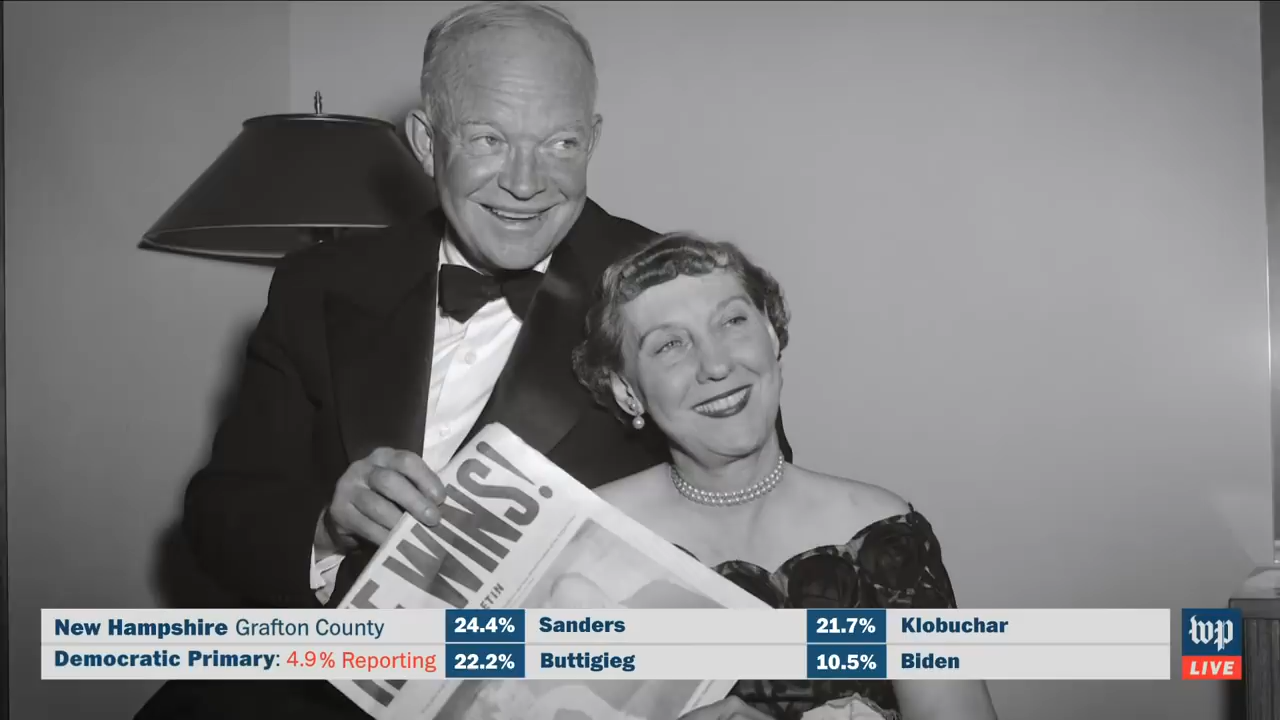 WINS!
ETIN
New Hampshire Grafton County
Democratic Primary: 4.9% Reporting
24.4% Sanders
22.2% Buttigieg
21.7% Klobuchar
10.5% Biden
wp
LIVE